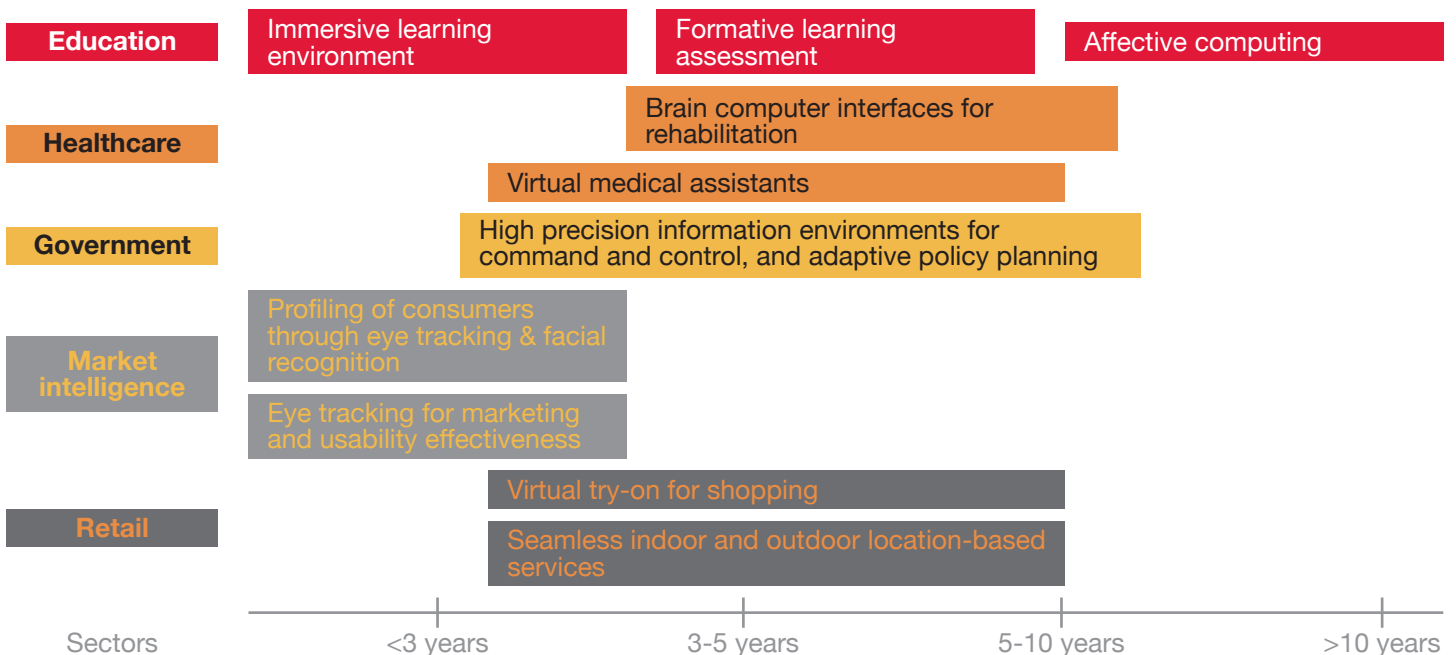 Education
Immersive learning
environment
Formative learning
assessment
Affective computing
Healthcare
Brain computer interfaces for
rehabilitation
Virtual medical assistants
Government
High precision information environments for
command and control, and adaptive policy planning
Market
intelligence
Profiling of consumers
through eye tracking & facial
recognition
Eye tracking for marketing
and usability effectiveness
Retail
Virtual try-on for shopping
Seamless indoor and outdoor location-based
services
Sectors
<3 years
3-5 years
5-10 years
>10 years